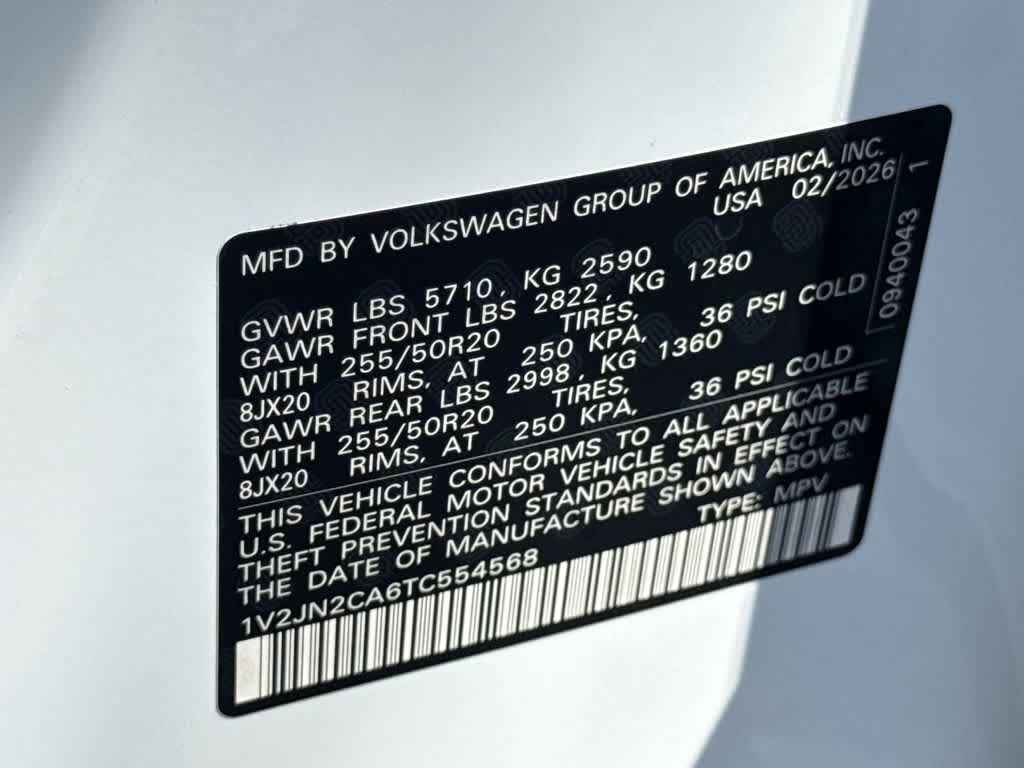 MFD BY VOLKSWAGEN GROUP OF AMERICA, INC.
USA 02/2026
GVWR LBS 5710, KG 2590
GAWR FRONT LBS 2822, KG 1280
WITH 255/50R20 TIRES,
8JX20 RIMS, AT 250 KPA, 36 PSI COLD
GAWR REAR LBS 2998, KG 1360
WITH 255/50R20 TIRES,
8JX20 RIMS, AT 250 KPA, 36 PSI COLD
THIS VEHICLE CONFORMS TO ALL APPLICABLE
U.S. FEDERAL MOTOR VEHICLE SAFETY AND
THEFT PREVENTION STANDARDS IN EFFECT ON
THE DATE OF MANUFACTURE SHOWN ABOVE.
1V2JN2CA6TC554568 TYPE: MPV
0940043 1